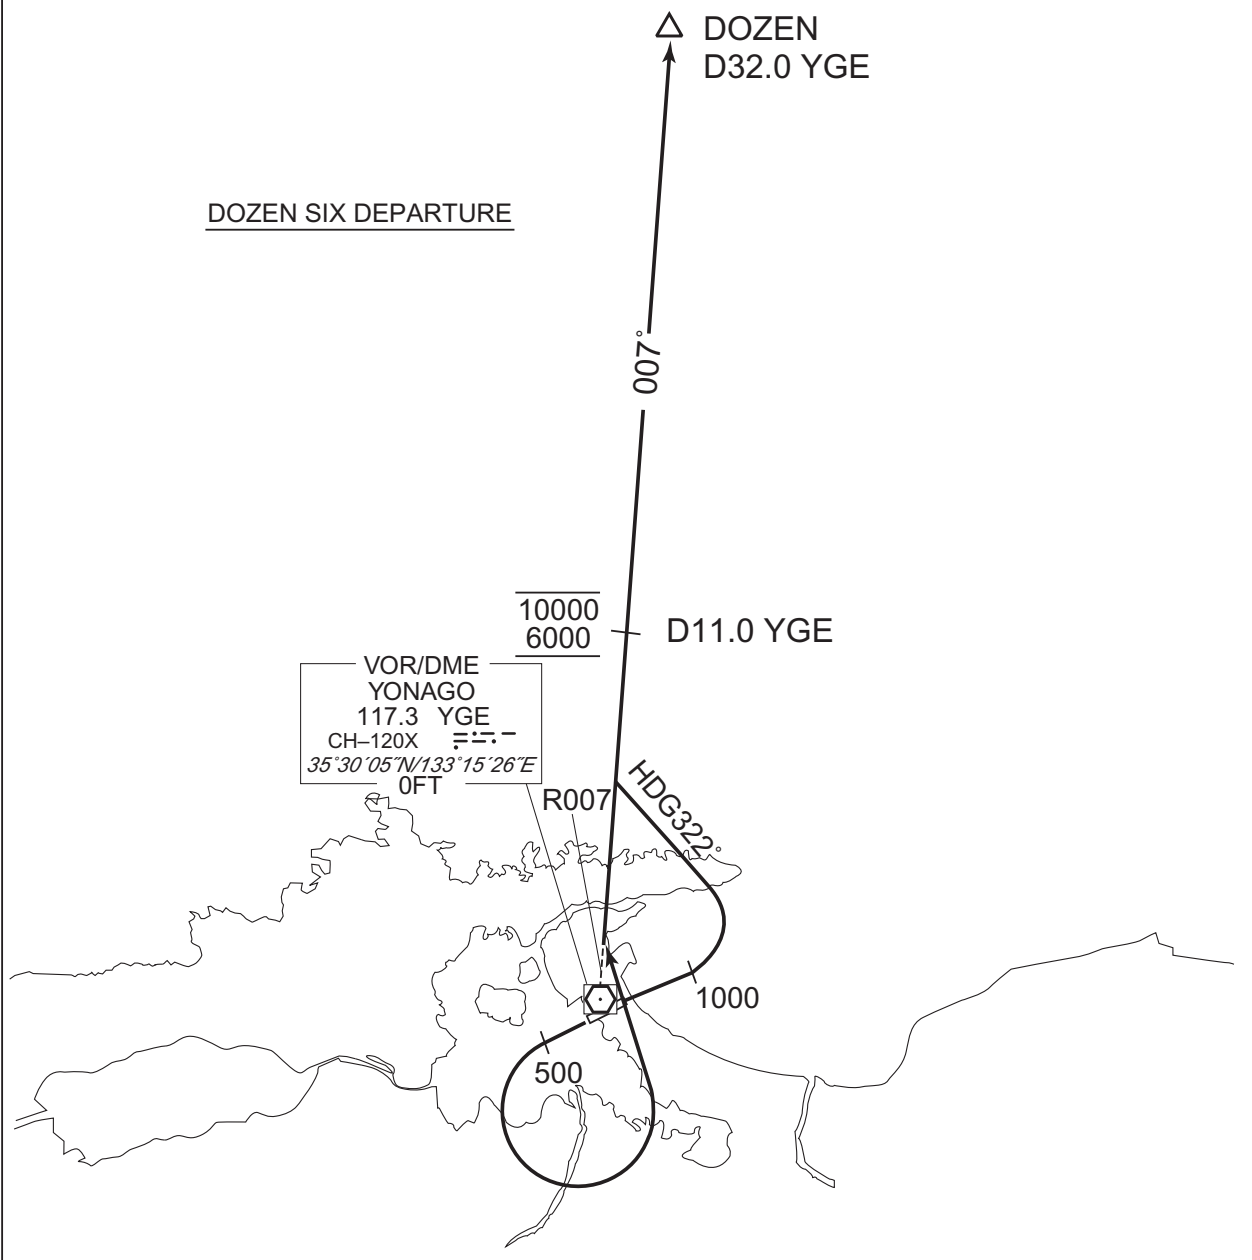 DOZEN
D32.0 YGE
DOZEN SIX DEPARTURE
007°
10000
6000
D11.0 YGE
VOR/DME
YONAGO
117.3 YGE
CH–120X
35°30´05˝N/133°15´26˝E
0FT
R007
HDG322°
1000
500